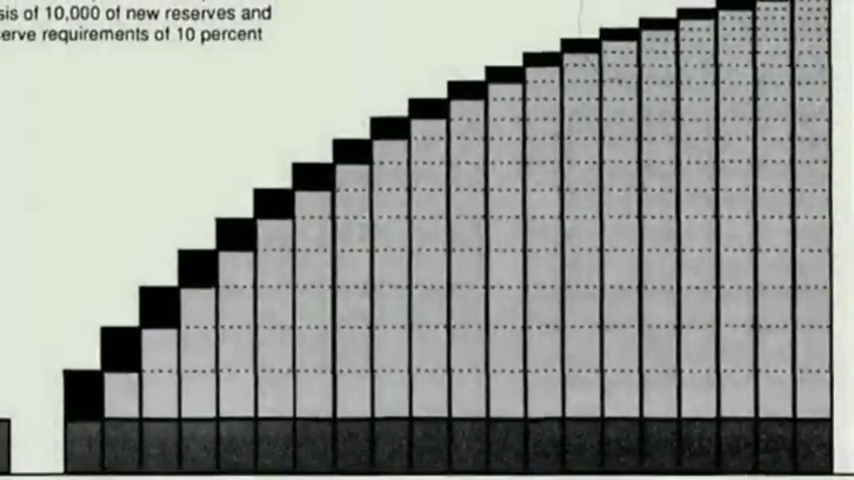 sis of 10,000 of new reserves and
erve requirements of 10 percent